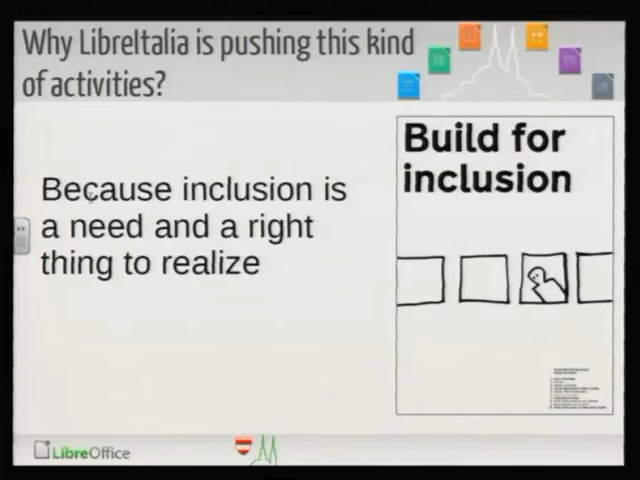 Why LibreItalia is pushing this kind
of activities?
Build for
inclusion
Because inclusion is
a need and a right
thing to realize
LibreOffice